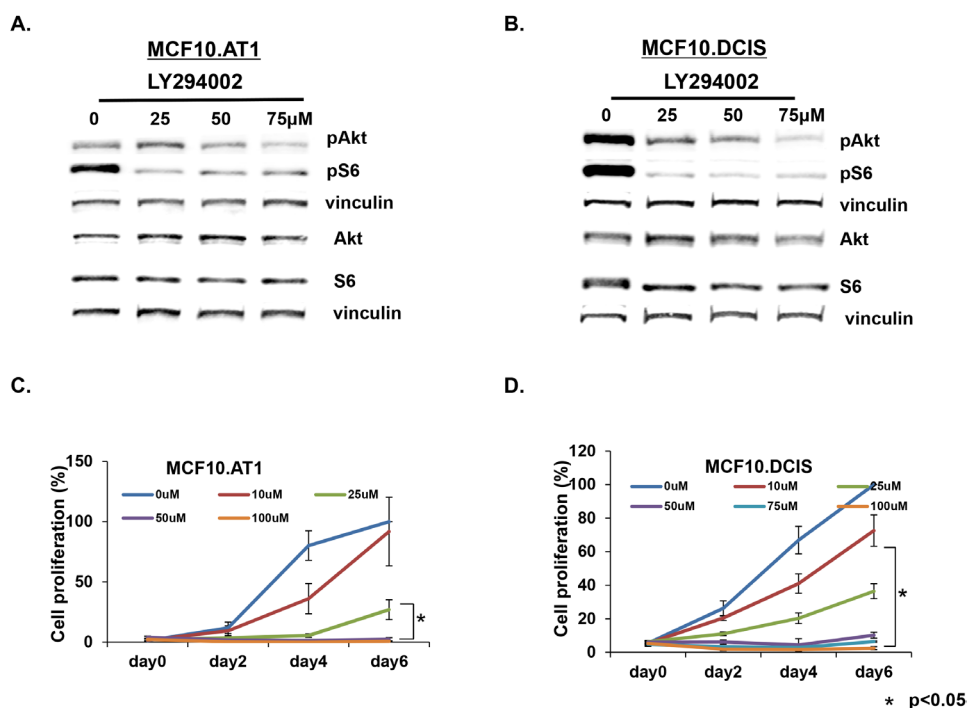 A.
MCF10.AT1
LY294002
0 25 50 75µM
pAkt
pS6
vinculin
Akt
S6
vinculin
B.
MCF10.DCIS
LY294002
0 25 50 75µM
pAkt
pS6
vinculin
Akt
S6
vinculin
C.
Cell proliferation (%)
MCF10.AT1
0uM 10uM 25uM
50uM 100uM
150
100
50
0
day0 day2 day4 day6
*
D.
Cell proliferation (%)
MCF10.DCIS
0uM 10uM 25uM
50uM 75uM 100uM
120
100
80
60
40
20
0
day0 day2 day4 day6
*
* p<0.05